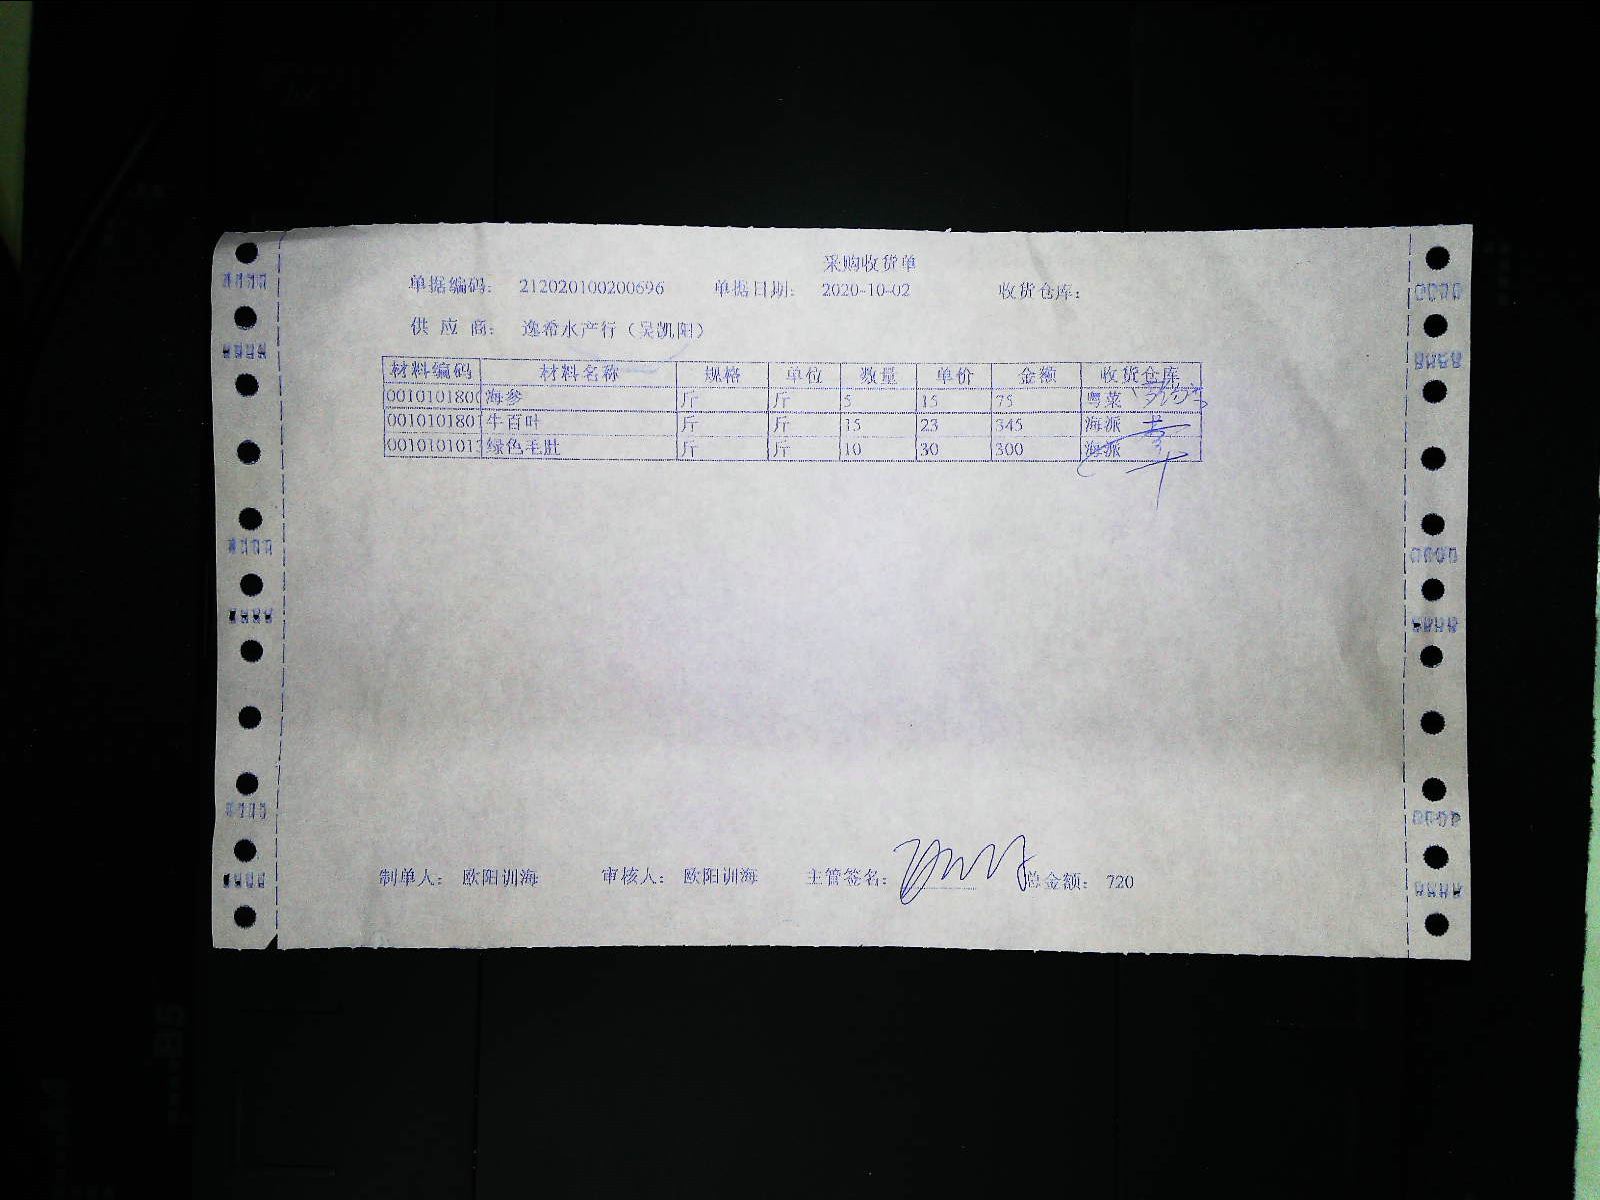 采购收货单
单据编码: 212020100200696 单据日期: 2020-10-02 收货仓库:
供应商: 逸希水产行（吴凯阳）
材料编码 材料名称 规格 单位 数量 单价 金额 收货仓库
0010101800 海参 斤 斤 5 15 75 粤菜
0010101801 牛百叶 斤 斤 15 23 345 海派
0010101013 绿色毛肚 斤 斤 10 30 300 海派
制单人: 欧阳训海 审核人: 欧阳训海 主管签名: 总金额: 720